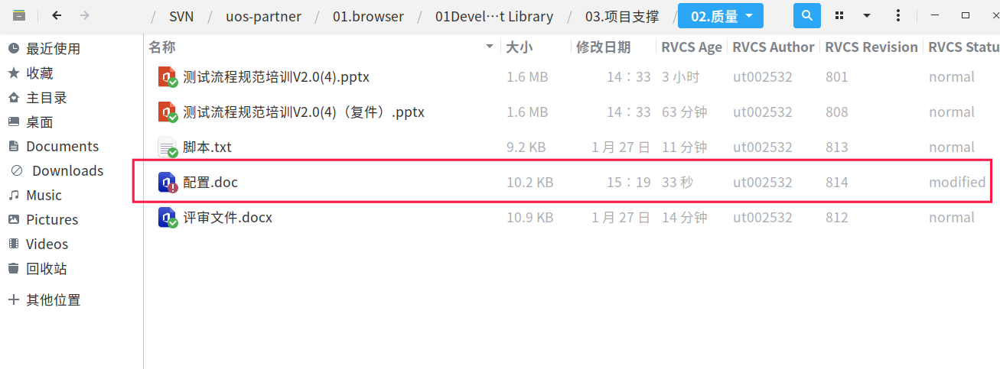 / SVN / uos-partner / 01.browser / 01Devel⋯t Library / 03.项目支撑 / 02.质量
名称 大小 修改日期 RVCS Age RVCS Author RVCS Revision RVCS Statu
最近使用
收藏
主目录
桌面
Documents
Downloads
Music
Pictures
Videos
回收站
其他位置
测试流程规范培训V2.0(4).pptx 1.6 MB 14：33 3 小时 ut002532 801 normal
测试流程规范培训V2.0(4)（复件）.pptx 1.6 MB 14：33 63 分钟 ut002532 808 normal
脚本.txt 9.2 KB 1 月 27 日 11 分钟 ut002532 813 normal
配置.doc 10.2 KB 15：19 33 秒 ut002532 814 modified
评审文件.docx 10.9 KB 1 月 27 日 14 分钟 ut002532 812 normal